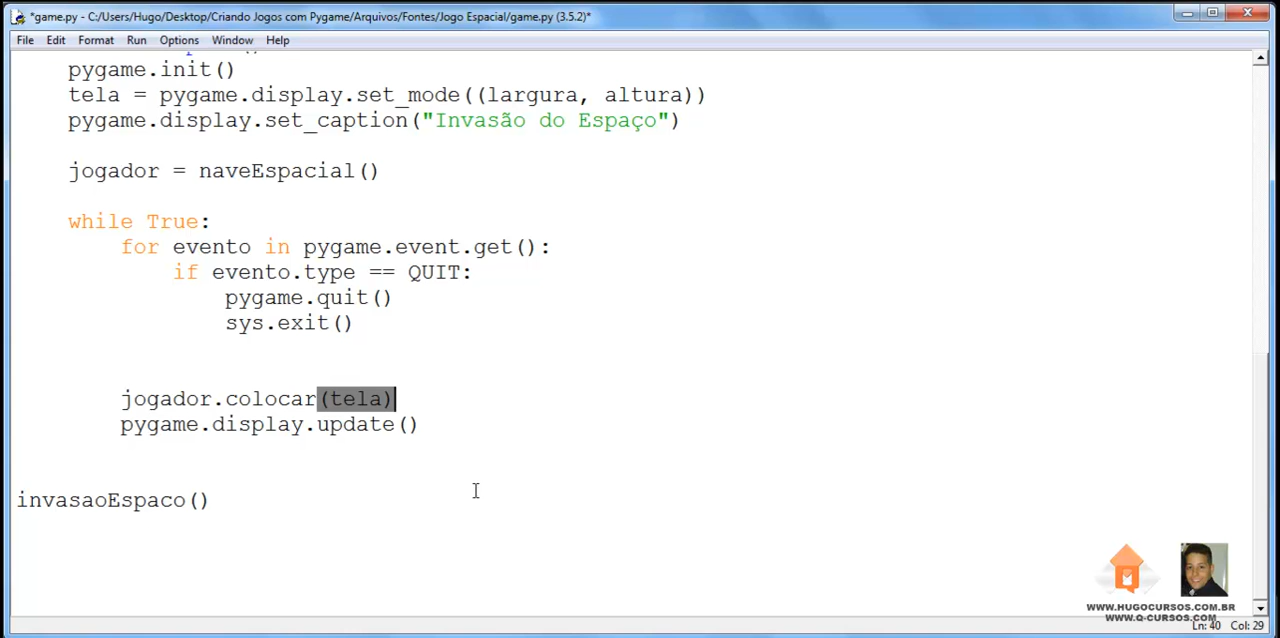 *game.py - C:/Users/Hugo/Desktop/Criando Jogos com Pygame/Arquivos/Fontes/Jogo Espacial/game.py (3.5.2)*
File Edit Format Run Options Window Help
pygame.init()
tela = pygame.display.set_mode((largura, altura))
pygame.display.set_caption("Invasão do Espaço")
jogador = naveEspacial()
while True:
for evento in pygame.event.get():
if evento.type == QUIT:
pygame.quit()
sys.exit()
jogador.colocar(tela)
pygame.display.update()
invasaoEspaco()
WWW.HUGOCURSOS.COM.BR
WWW.Q-CURSOS.COM
Ln: 40 Col: 29